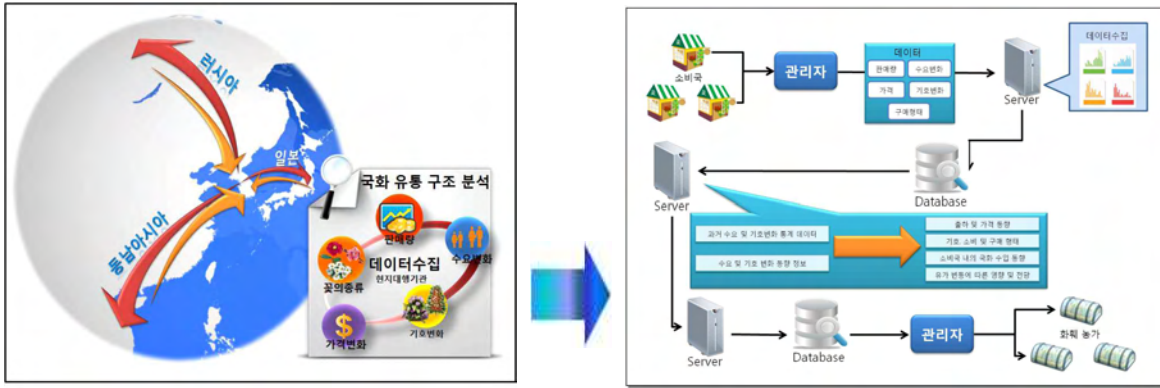 러시아
일본
동남아시아
국화 유통 구조 분석
판매량
수요변화
데이터수집
현지대행기관
꽃의종류
기호변화
가격변화
소비국
관리자
데이터
판매량
수요변화
가격
기호변화
구매형태
Server
데이터수집
Server
Database
과거 수요 및 기호변화 통계 데이터
수요 및 기호 변화 동향 정보
출하 및 가격 동향
기호, 소비 및 구매 형태
소비국 내의 국화 수입 동향
유가 변동에 따른 영향 및 전망
Server
Database
관리자
화훼 농가